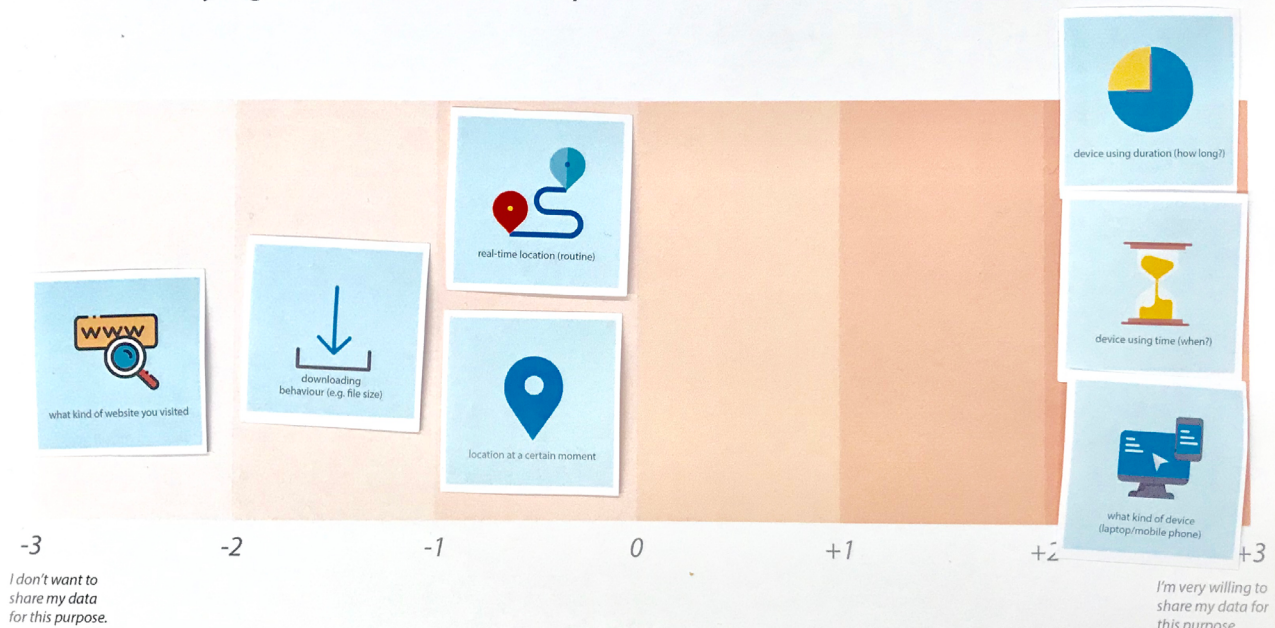 device using duration (how long?)
real-time location (routine)
device using time (when?)
www
what kind of website you visited
downloading
behaviour (e.g. file size)
location at a certain moment
what kind of device
(laptop/mobile phone)
-3
-2
-1
0
+1
+2
+3
I don't want to
share my data
for this purpose.
I'm very willing to
share my data for
this purpose